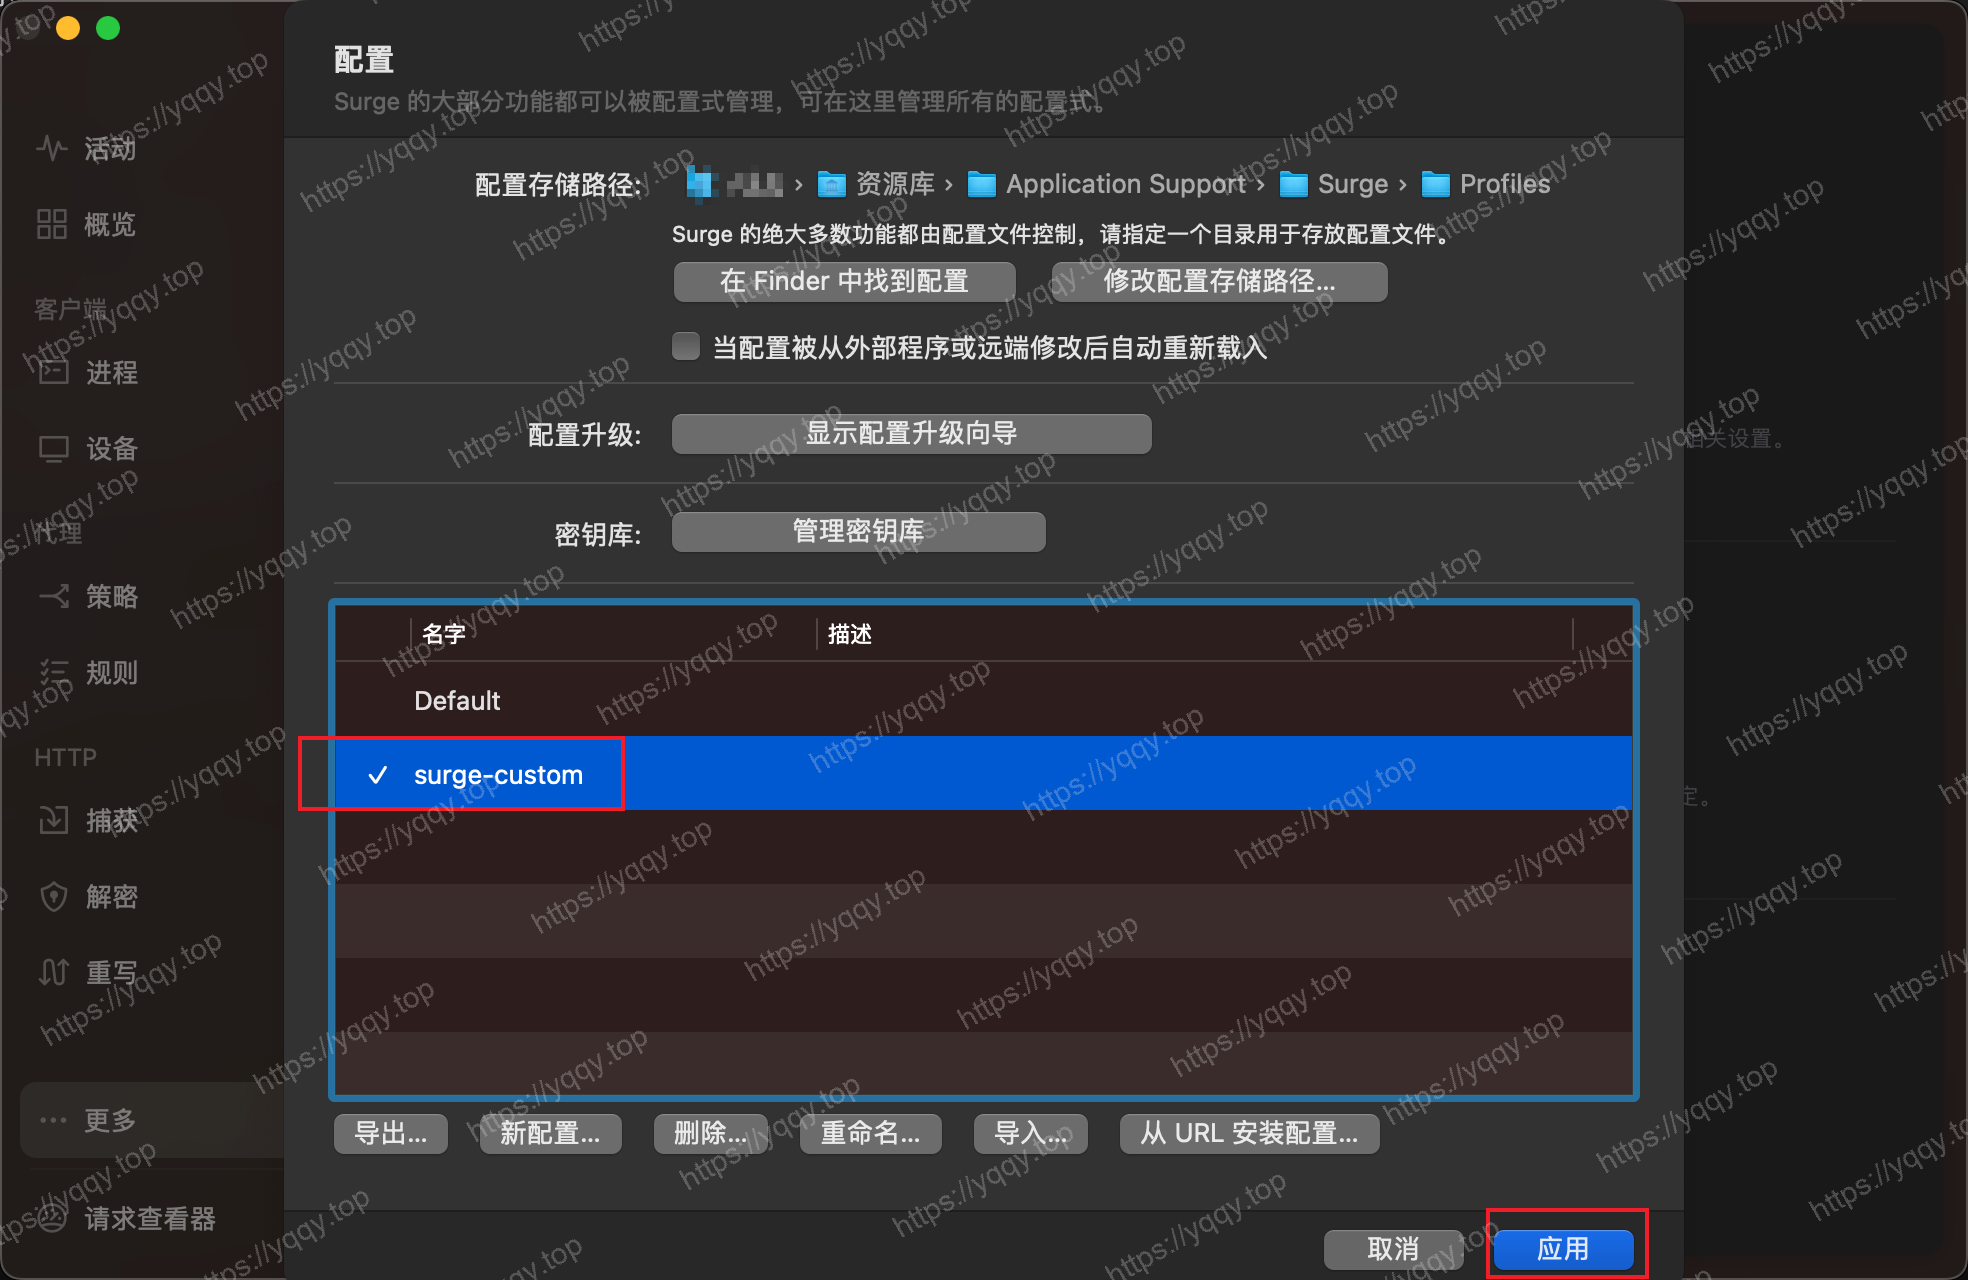 配置
Surge 的大部分功能都可以被配置式管理，可在这里管理所有的配置式。
活动
概览
客户端
进程
设备
代理
策略
规则
HTTP
捕获
解密
重写
更多
请求查看器
配置存储路径:
资源库 › Application Support › Surge › Profiles
Surge 的绝大多数功能都由配置文件控制，请指定一个目录用于存放配置文件。
在 Finder 中找到配置
修改配置存储路径...
当配置被从外部程序或远端修改后自动重新载入
配置升级:
显示配置升级向导
密钥库:
管理密钥库
名字
描述
Default
✓ surge-custom
导出...
新配置...
删除...
重命名...
导入...
从 URL 安装配置...
取消
应用
相关设置。
定。
https://yqqy.top